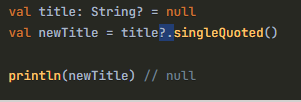 val title: String? = null
val newTitle = title?.singleQuoted()
println(newTitle) // null